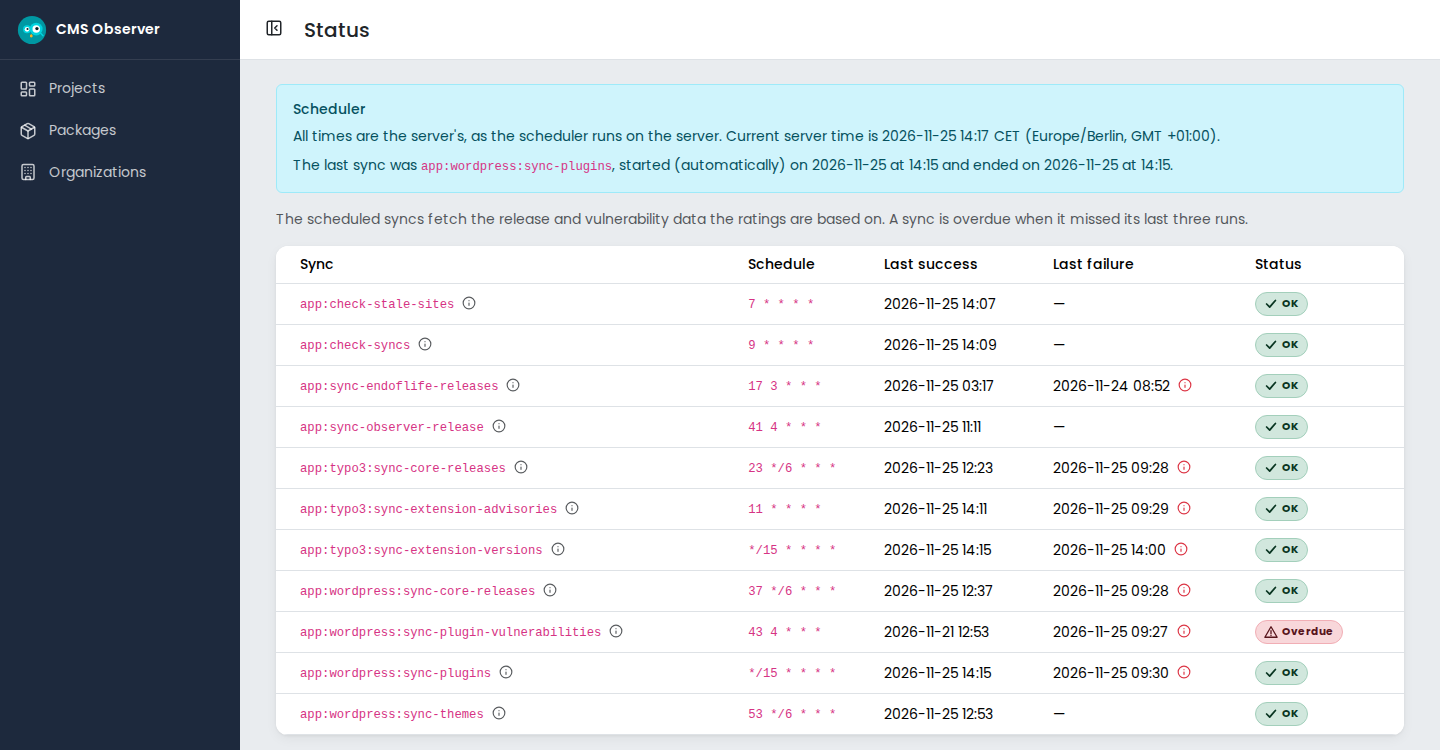 CMS Observer
Status
Projects
Packages
Organizations
Scheduler
All times are the server's, as the scheduler runs on the server. Current server time is 2026-11-25 14:17 CET (Europe/Berlin, GMT +01:00).
The last sync was app:wordpress:sync-plugins, started (automatically) on 2026-11-25 at 14:15 and ended on 2026-11-25 at 14:15.
The scheduled syncs fetch the release and vulnerability data the ratings are based on. A sync is overdue when it missed its last three runs.
Sync Schedule Last success Last failure Status
app:check-stale-sites 7 * * * * 2026-11-25 14:07 — OK
app:check-syncs 9 * * * * 2026-11-25 14:09 — OK
app:sync-endoflife-releases 17 3 * * * 2026-11-25 03:17 2026-11-24 08:52 OK
app:sync-observer-release 41 4 * * * 2026-11-25 11:11 — OK
app:typo3:sync-core-releases 23 */6 * * * 2026-11-25 12:23 2026-11-25 09:28 OK
app:typo3:sync-extension-advisories 11 * * * * 2026-11-25 14:11 2026-11-25 09:29 OK
app:typo3:sync-extension-versions */15 * * * * 2026-11-25 14:15 2026-11-25 14:00 OK
app:wordpress:sync-core-releases 37 */6 * * * 2026-11-25 12:37 2026-11-25 09:28 OK
app:wordpress:sync-plugin-vulnerabilities 43 4 * * * 2026-11-21 12:53 2026-11-25 09:27 Overdue
app:wordpress:sync-plugins */15 * * * * 2026-11-25 14:15 2026-11-25 09:30 OK
app:wordpress:sync-themes 53 */6 * * * 2026-11-25 12:53 — OK